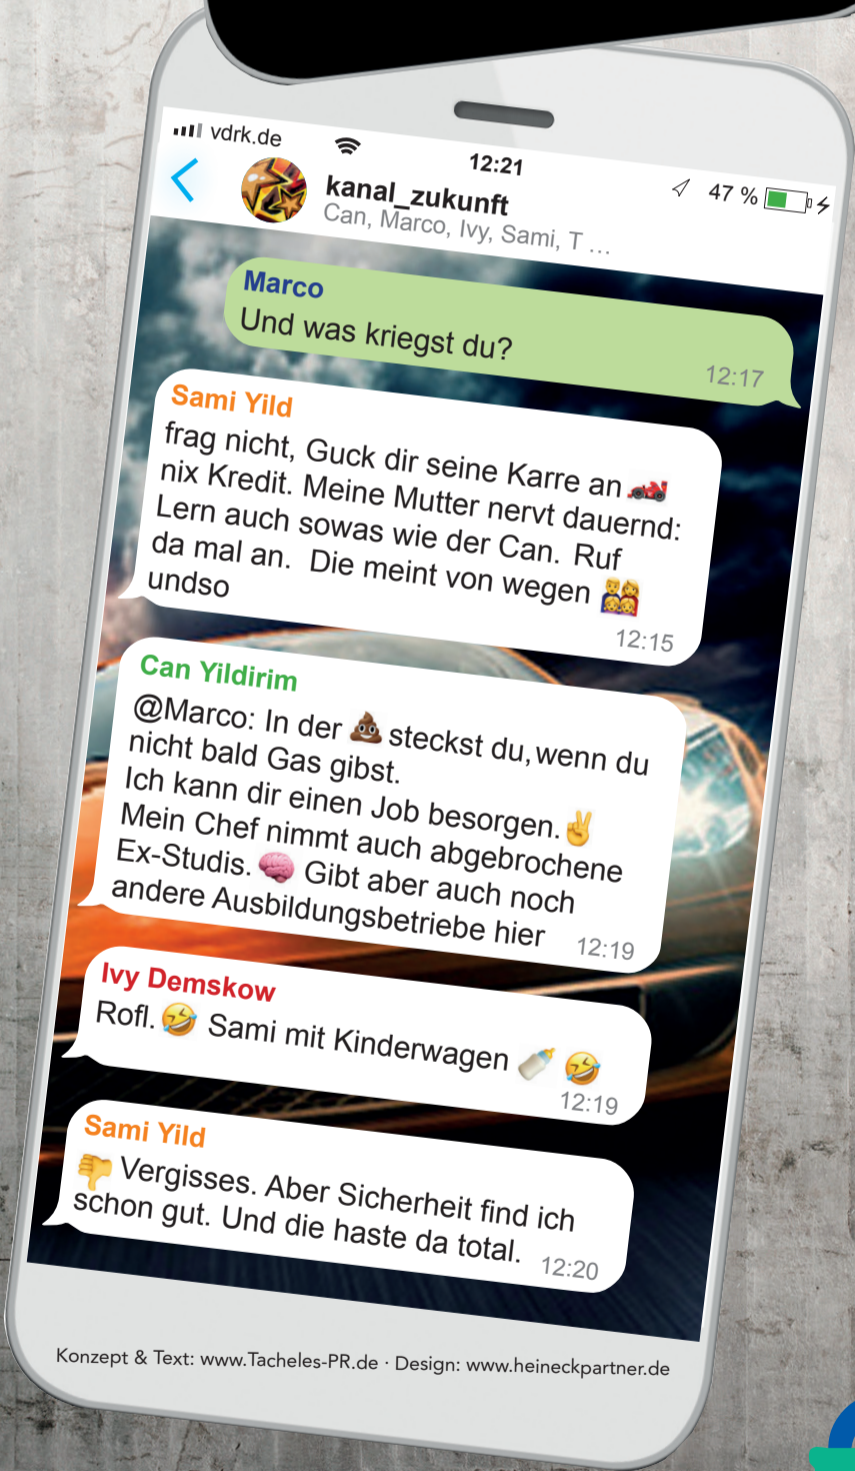 vdrk.de
12:21
47 %
kanal_zukunft
Can, Marco, Ivy, Sami, T ...
Marco
Und was kriegst du?
12:17
Sami Yild
frag nicht, Guck dir seine Karre an 🏎️
nix Kredit. Meine Mutter nervt dauernd:
Lern auch sowas wie der Can. Ruf
da mal an. Die meint von wegen 👨‍👩‍👧‍👦
undso
12:15
Can Yildirim
@Marco: In der 💩 steckst du, wenn du
nicht bald Gas gibst.
Ich kann dir einen Job besorgen. ✌️
Mein Chef nimmt auch abgebrochene
Ex-Studis. 🧠 Gibt aber auch noch
andere Ausbildungsbetriebe hier
12:19
Ivy Demskow
Rofl. 🤣 Sami mit Kinderwagen 🍼 🤣
12:19
Sami Yild
👎 Vergisses. Aber Sicherheit find ich
schon gut. Und die haste da total.
12:20
Konzept & Text: www.Tacheles-PR.de · Design: www.heineckpartner.de